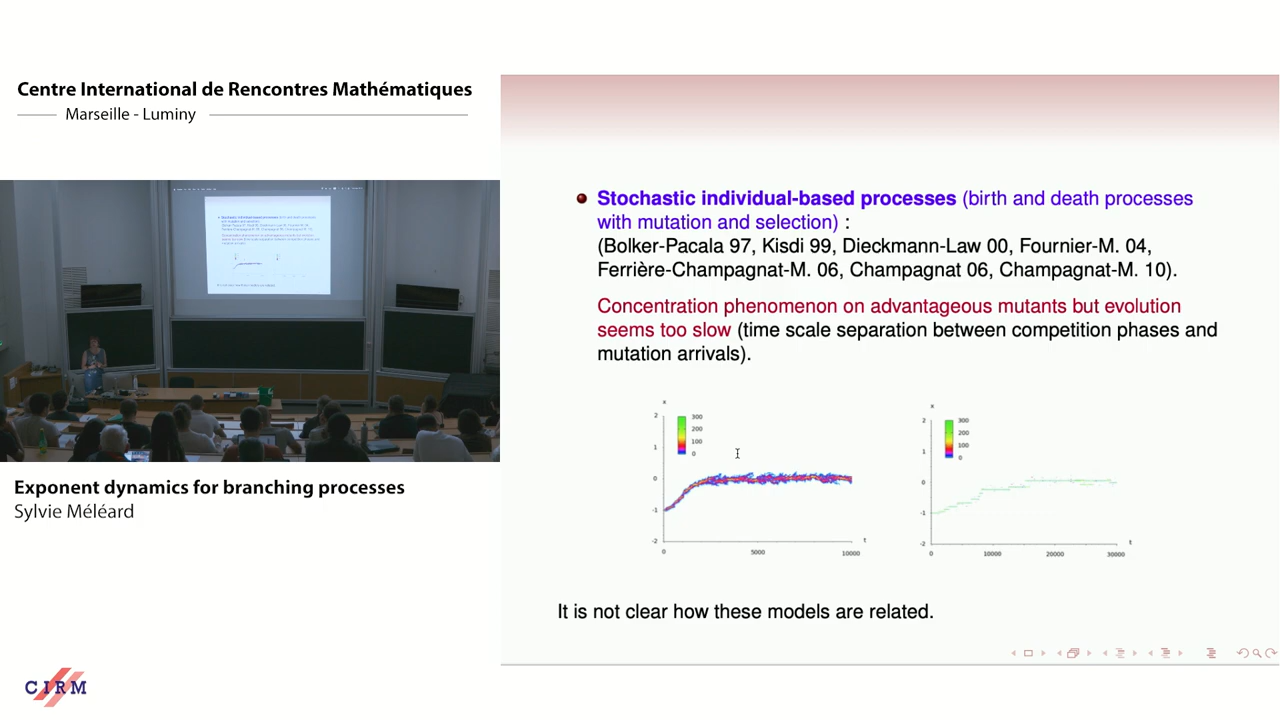 Centre International de Rencontres Mathématiques
Marseille - Luminy
Exponent dynamics for branching processes
Sylvie Méléard
CIRM
Stochastic individual-based processes (birth and death processes
with mutation and selection) :
(Bolker-Pacala 97, Kisdi 99, Dieckmann-Law 00, Fournier-M. 04,
Ferrière-Champagnat-M. 06, Champagnat 06, Champagnat-M. 10).
Concentration phenomenon on advantageous mutants but evolution
seems too slow (time scale separation between competition phases and
mutation arrivals).
x
2
1
0
-1
-2
300
200
100
0
0
5000
10000
t
x
2
1
0
-1
-2
300
200
100
0
0
10000
20000
30000
t
It is not clear how these models are related.